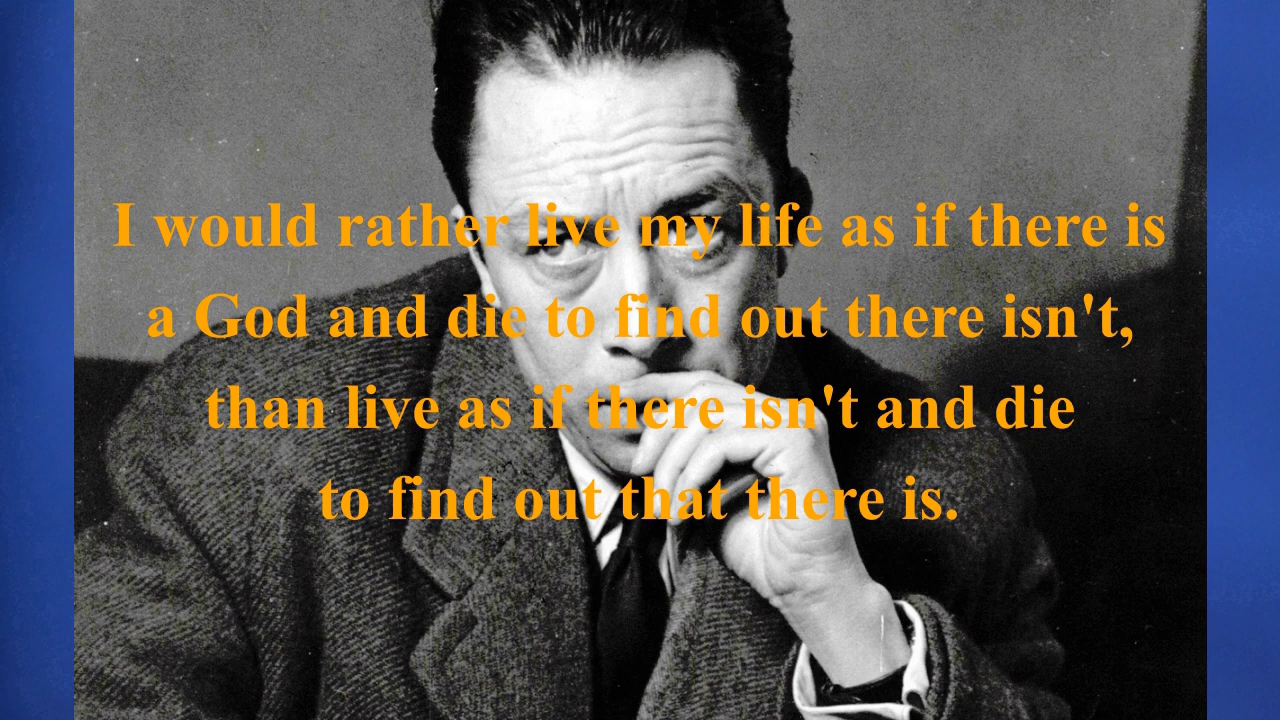 I would rather live my life as if there is
a God and die to find out there isn't,
than live as if there isn't and die
to find out that there is.